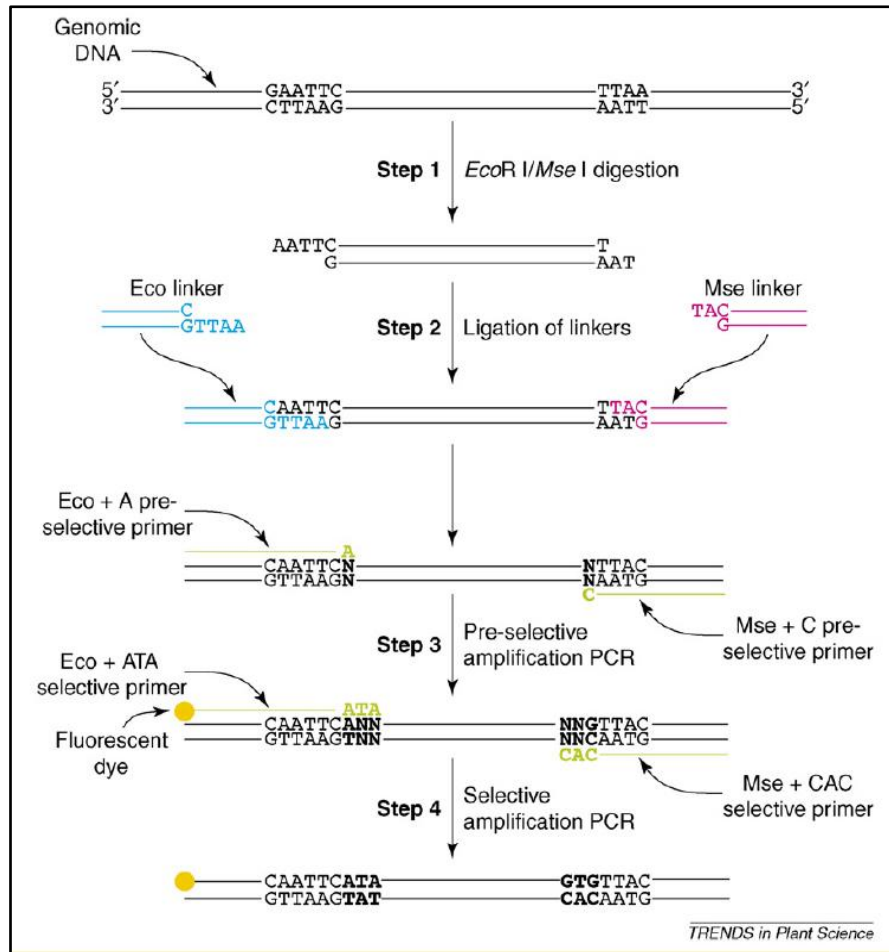 Genomic
DNA
5′ GAATTC TTAA 3′
3′ CTTAAG AATT 5′
Step 1 EcoR I/Mse I digestion
AATTC T
G AAT
Eco linker
C
GTTAA
Mse linker
TAC
G
Step 2 Ligation of linkers
CAATTC TTAC
GTTAAG AATG
Eco + A pre-
selective primer
A
CAATTCN NTTAC
GTTAAGN NAATG
C
Mse + C pre-
selective primer
Step 3 Pre-selective
amplification PCR
Eco + ATA
selective primer
ATA
CAATTCANN NNGTTAC
GTTAAGTNN NNCAATG
CAC
Fluorescent
dye
Mse + CAC
selective primer
Step 4 Selective
amplification PCR
CAATTCATA GTGTTAC
GTTAAGTAT CACAATG
TRENDS in Plant Science